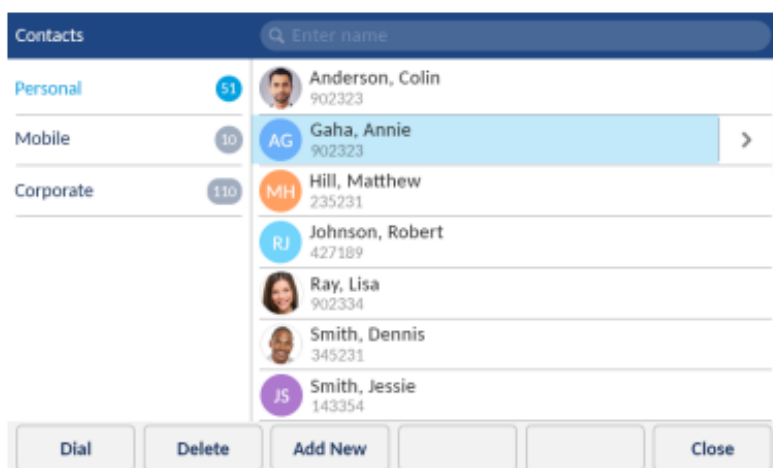 Contacts
Enter name
Personal 51
Mobile 10
Corporate 110
Anderson, Colin
902323
AG
Gaha, Annie
902323
MH
Hill, Matthew
235231
RJ
Johnson, Robert
427189
Ray, Lisa
902334
Smith, Dennis
345231
JS
Smith, Jessie
143354
Dial Delete Add New Close